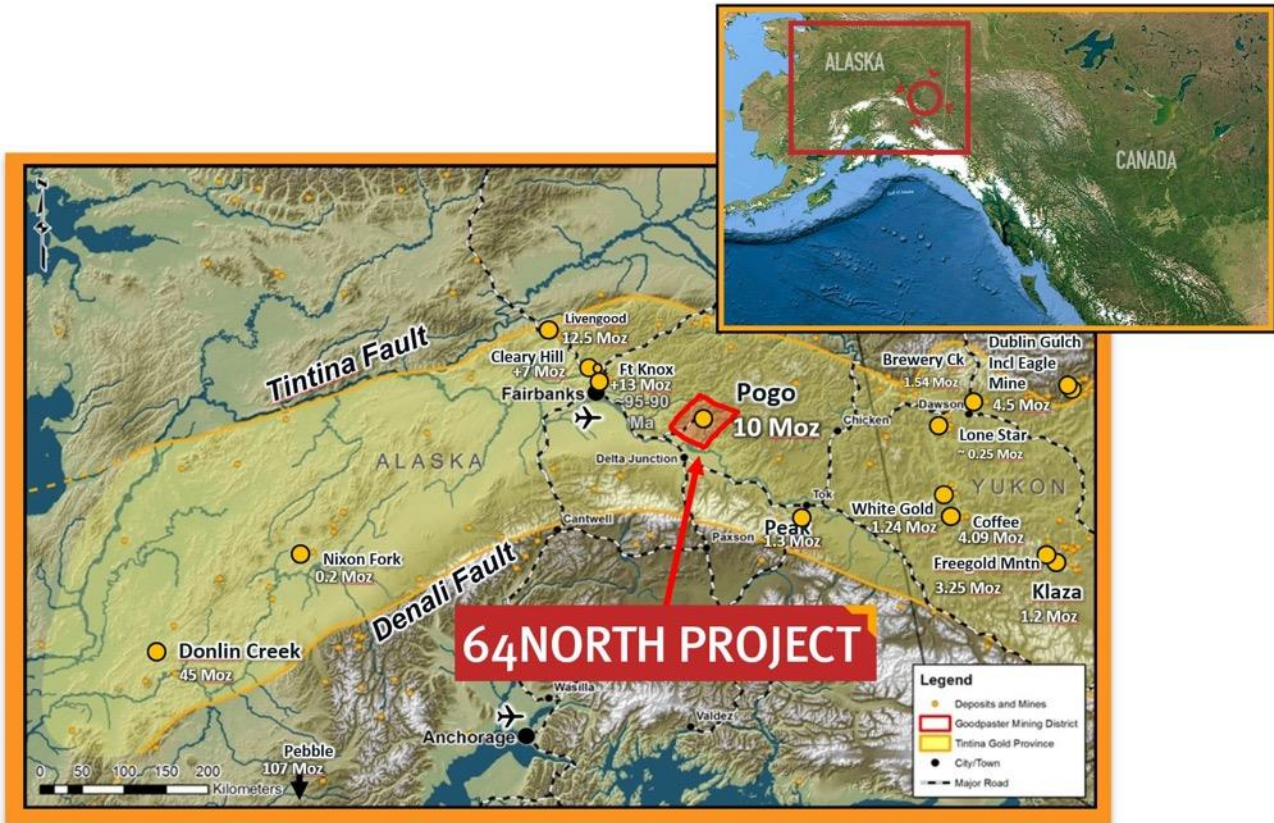 ALASKA
CANADA
Tintina Fault
Livengood
12.5 Moz
Cleary Hill
+7 Moz
Ft Knox
+13 Moz
Fairbanks
~95-90
Ma
Pogo
10 Moz
Brewery Ck
1.54 Moz
Dublin Gulch
Incl Eagle
Mine
4.5 Moz
Dawson
Chicken
Lone Star
~ 0.25 Moz
ALASKA
Delta Junction
YUKON
Tok
White Gold
1.24 Moz
Coffee
4.09 Moz
Peak
1.3 Moz
Cantwell
Paxson
Nixon Fork
0.2 Moz
Denali Fault
Freegold Mntn
3.25 Moz
Klaza
1.2 Moz
64NORTH PROJECT
Donlin Creek
45 Moz
Wasilla
Valdez
Anchorage
Pebble
107 Moz
0 50 100 150 200
Kilometers
Legend
Deposits and Mines
Goodpaster Mining District
Tintina Gold Province
City/Town
Major Road